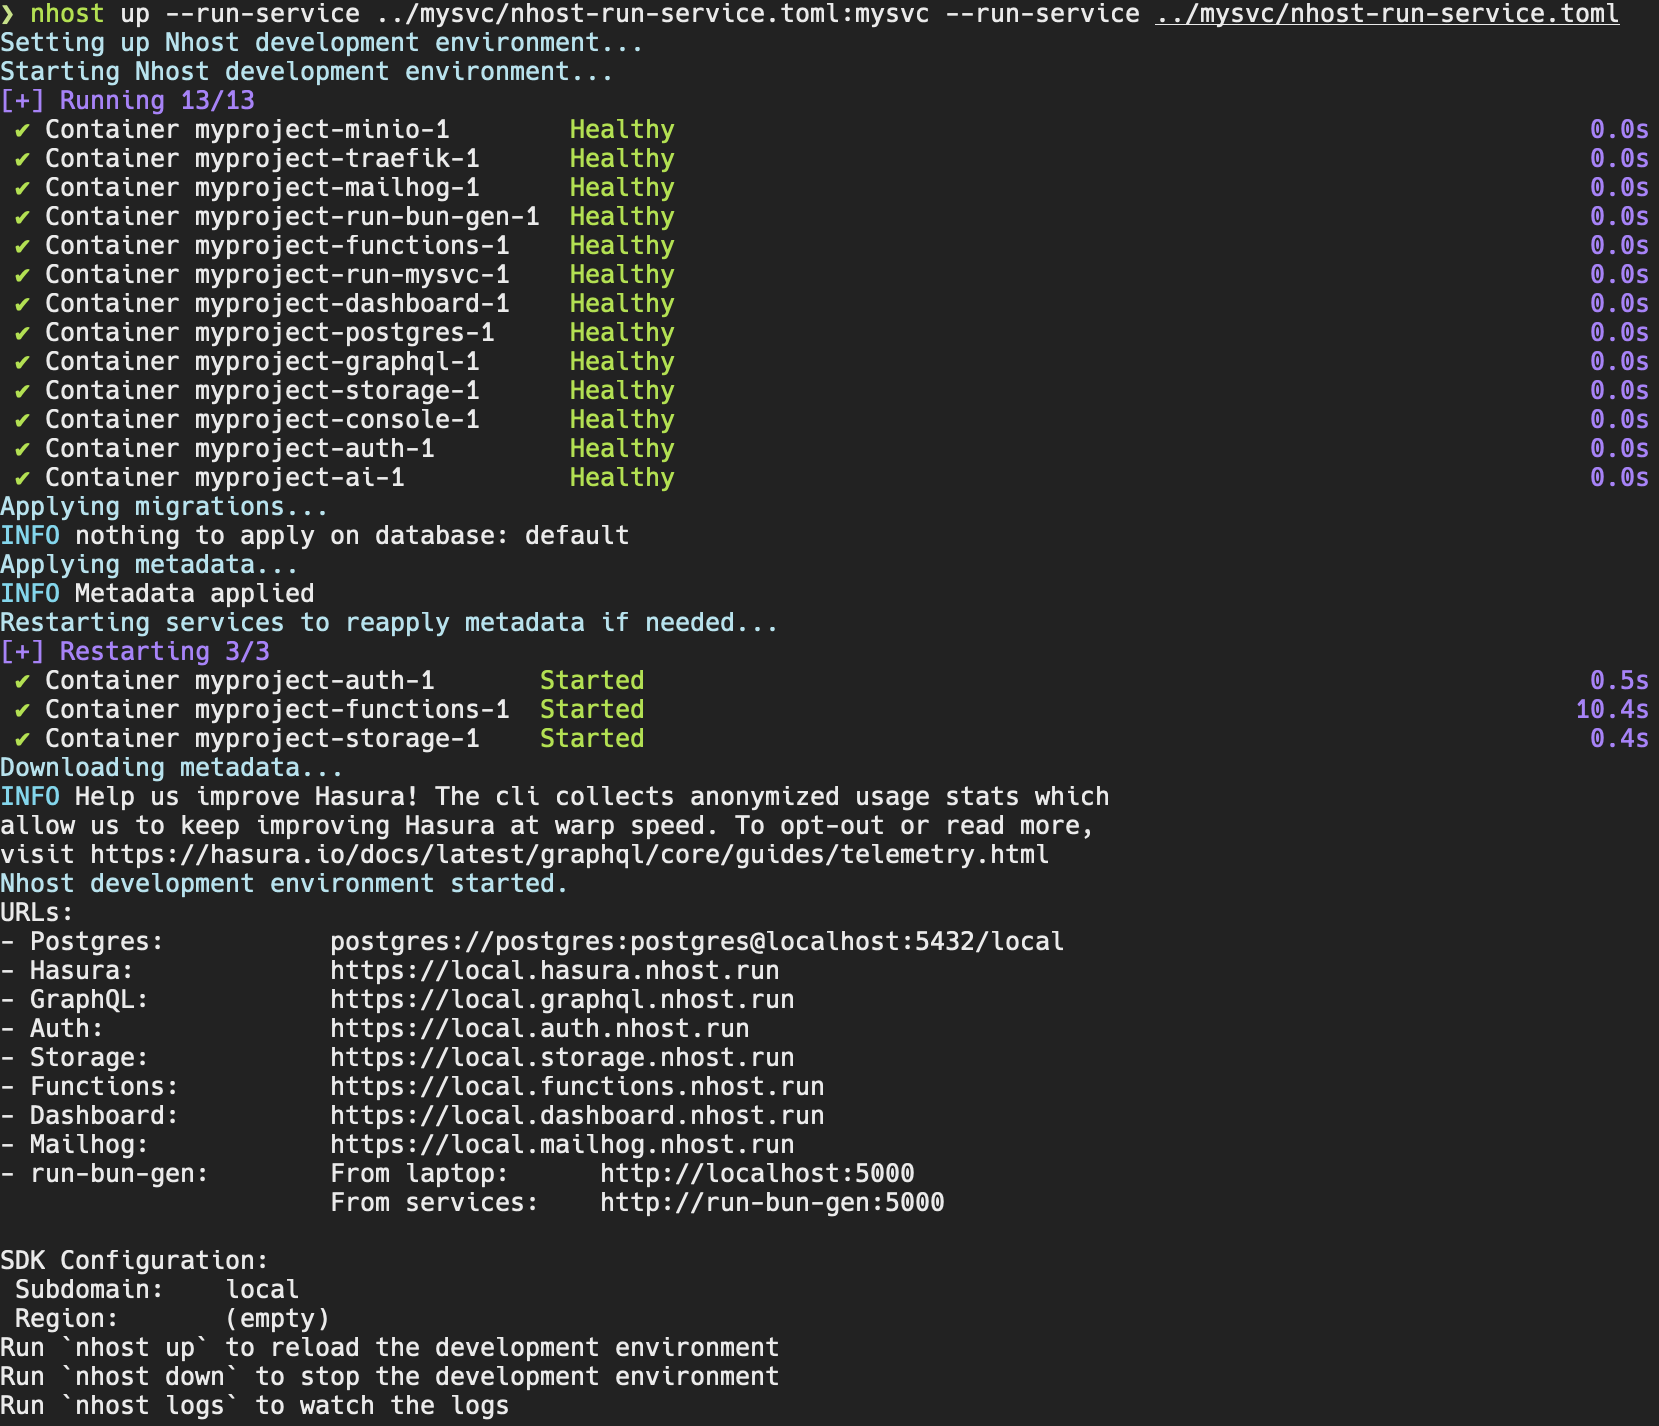 ❯ nhost up --run-service ../mysvc/nhost-run-service.toml:mysvc --run-service ../mysvc/nhost-run-service.toml
Setting up Nhost development environment...
Starting Nhost development environment...
[+] Running 13/13
✔ Container myproject-minio-1 Healthy 0.0s
✔ Container myproject-traefik-1 Healthy 0.0s
✔ Container myproject-mailhog-1 Healthy 0.0s
✔ Container myproject-run-bun-gen-1 Healthy 0.0s
✔ Container myproject-functions-1 Healthy 0.0s
✔ Container myproject-run-mysvc-1 Healthy 0.0s
✔ Container myproject-dashboard-1 Healthy 0.0s
✔ Container myproject-postgres-1 Healthy 0.0s
✔ Container myproject-graphql-1 Healthy 0.0s
✔ Container myproject-storage-1 Healthy 0.0s
✔ Container myproject-console-1 Healthy 0.0s
✔ Container myproject-auth-1 Healthy 0.0s
✔ Container myproject-ai-1 Healthy 0.0s
Applying migrations...
INFO nothing to apply on database: default
Applying metadata...
INFO Metadata applied
Restarting services to reapply metadata if needed...
[+] Restarting 3/3
✔ Container myproject-auth-1 Started 0.5s
✔ Container myproject-functions-1 Started 10.4s
✔ Container myproject-storage-1 Started 0.4s
Downloading metadata...
INFO Help us improve Hasura! The cli collects anonymized usage stats which
allow us to keep improving Hasura at warp speed. To opt-out or read more,
visit https://hasura.io/docs/latest/graphql/core/guides/telemetry.html
Nhost development environment started.
URLs:
- Postgres: postgres://postgres:postgres@localhost:5432/local
- Hasura: https://local.hasura.nhost.run
- GraphQL: https://local.graphql.nhost.run
- Auth: https://local.auth.nhost.run
- Storage: https://local.storage.nhost.run
- Functions: https://local.functions.nhost.run
- Dashboard: https://local.dashboard.nhost.run
- Mailhog: https://local.mailhog.nhost.run
- run-bun-gen: From laptop: http://localhost:5000
From services: http://run-bun-gen:5000
SDK Configuration:
Subdomain: local
Region: (empty)
Run `nhost up` to reload the development environment
Run `nhost down` to stop the development environment
Run `nhost logs` to watch the logs